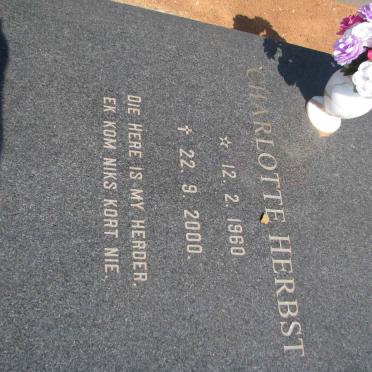 CHARLOTTE HERBST
☆ 12. 2. 1960
✝ 22. 9. 2000.
DIE HERE IS MY HERDER.
EK KOM NIKS KORT NIE.